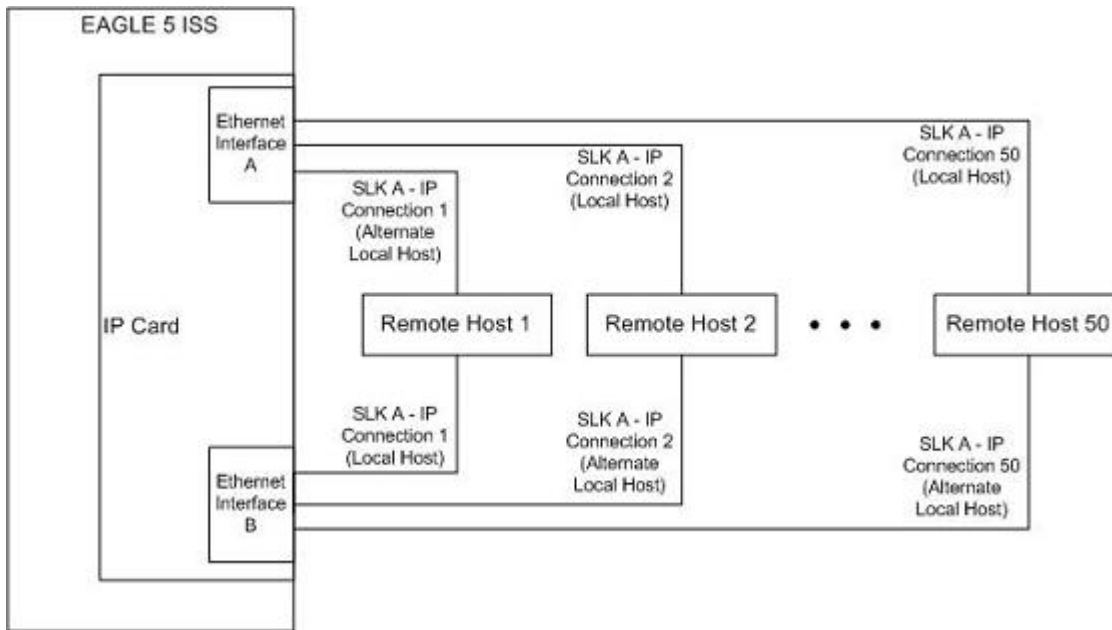 EAGLE 5 ISS
Ethernet
Interface
A
SLK A - IP
Connection 1
(Alternate
Local Host)
SLK A - IP
Connection 2
(Local Host)
SLK A - IP
Connection 50
(Local Host)
IP Card
Remote Host 1
Remote Host 2
Remote Host 50
SLK A - IP
Connection 1
(Local Host)
SLK A - IP
Connection 2
(Alternate
Local Host)
SLK A - IP
Connection 50
(Alternate
Local Host)
Ethernet
Interface
B